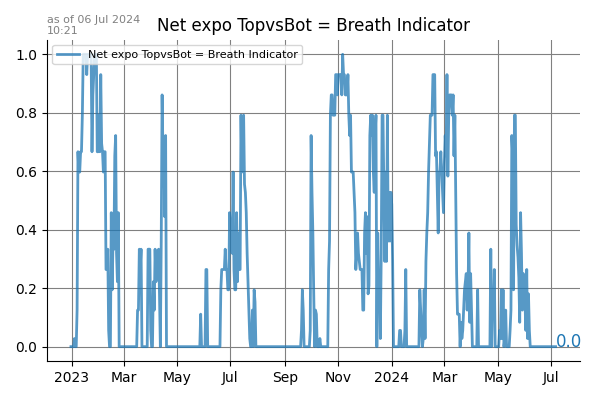 as of 06 Jul 2024
10:21
Net expo TopvsBot = Breath Indicator
Net expo TopvsBot = Breath Indicator
1.0
0.8
0.6
0.4
0.2
0.0
0.0
2023 Mar May Jul Sep Nov 2024 Mar May Jul